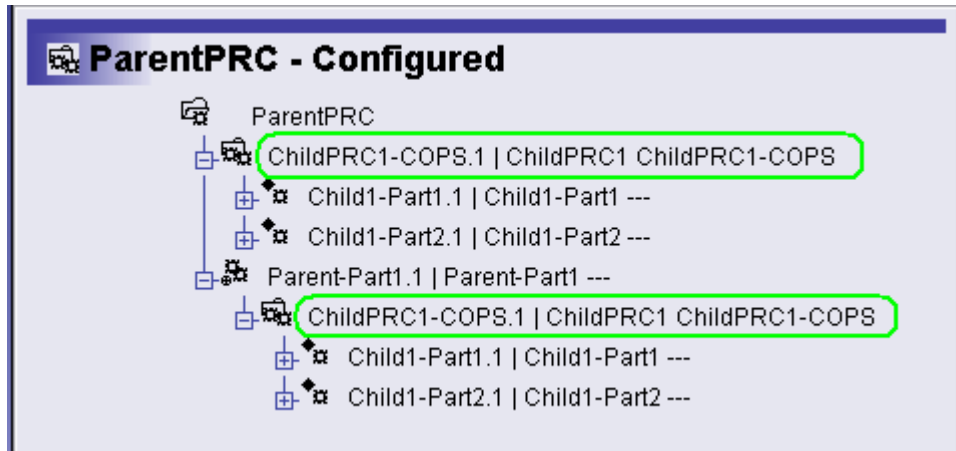 ParentPRC - Configured
ParentPRC
ChildPRC1-COPS.1 | ChildPRC1 ChildPRC1-COPS
Child1-Part1.1 | Child1-Part1 ---
Child1-Part2.1 | Child1-Part2 ---
Parent-Part1.1 | Parent-Part1 ---
ChildPRC1-COPS.1 | ChildPRC1 ChildPRC1-COPS
Child1-Part1.1 | Child1-Part1 ---
Child1-Part2.1 | Child1-Part2 ---